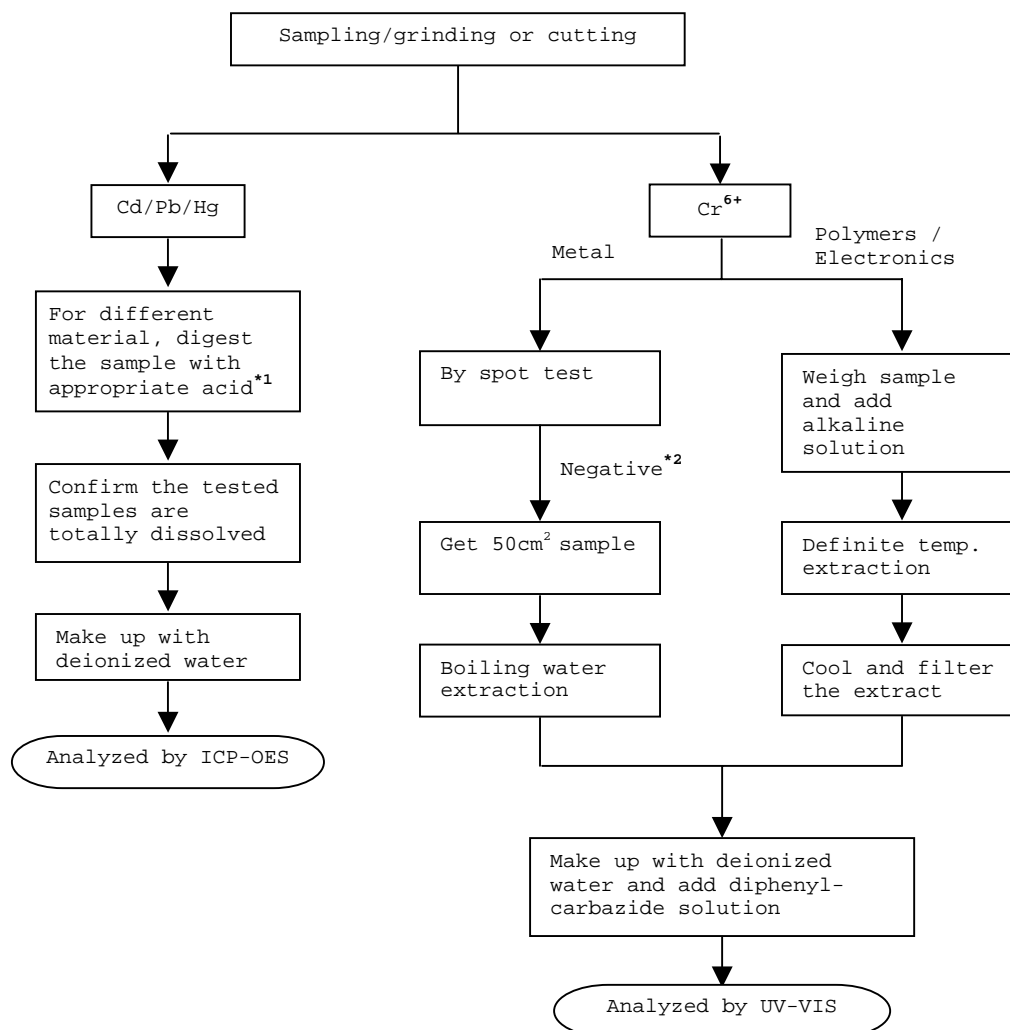 Sampling/grinding or cutting
Cd/Pb/Hg
For different
material, digest
the sample with
appropriate acid*1
Confirm the tested
samples are
totally dissolved
Make up with
deionized water
Analyzed by ICP-OES
Cr6+
Metal
Polymers /
Electronics
By spot test
Negative*2
Get 50cm2 sample
Boiling water
extraction
Weigh sample
and add
alkaline
solution
Definite temp.
extraction
Cool and filter
the extract
Make up with deionized
water and add diphenyl-
carbazide solution
Analyzed by UV-VIS